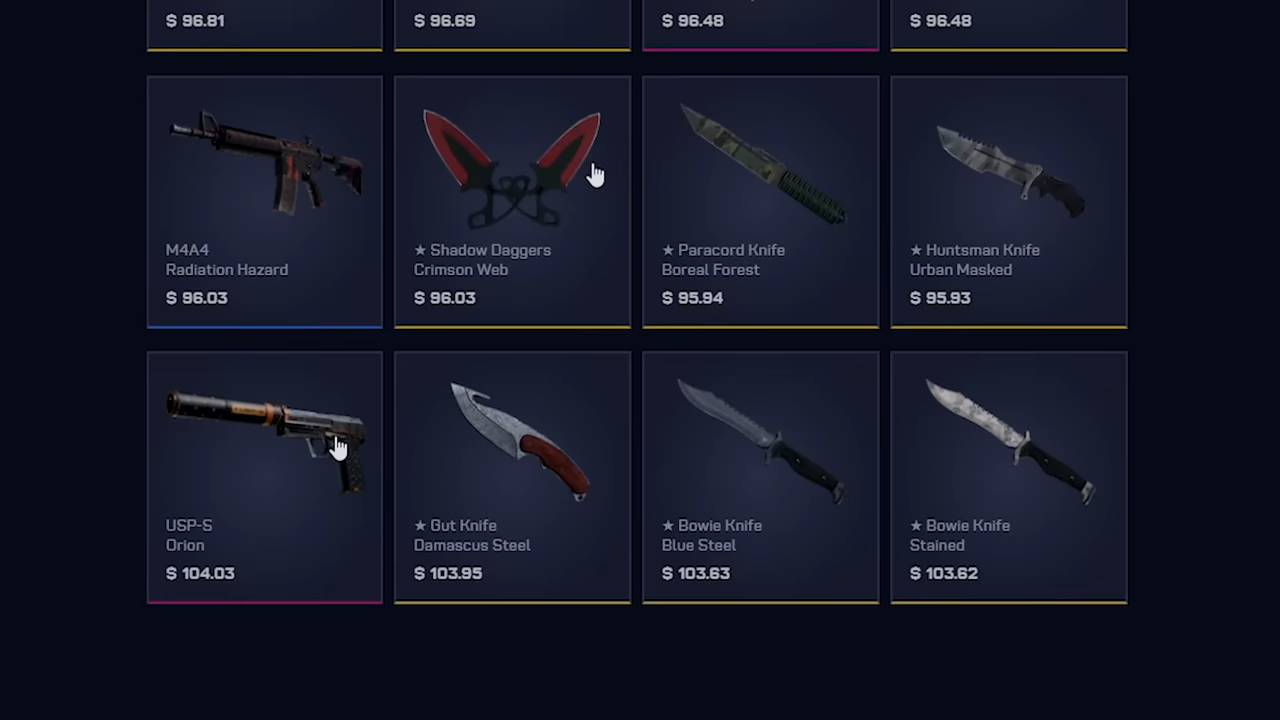 $ 96.81
$ 96.69
$ 96.48
$ 96.48
M4A4
Radiation Hazard
$ 96.03
★ Shadow Daggers
Crimson Web
$ 96.03
★ Paracord Knife
Boreal Forest
$ 95.94
★ Huntsman Knife
Urban Masked
$ 95.93
USP-S
Orion
$ 104.03
★ Gut Knife
Damascus Steel
$ 103.95
★ Bowie Knife
Blue Steel
$ 103.63
★ Bowie Knife
Stained
$ 103.62